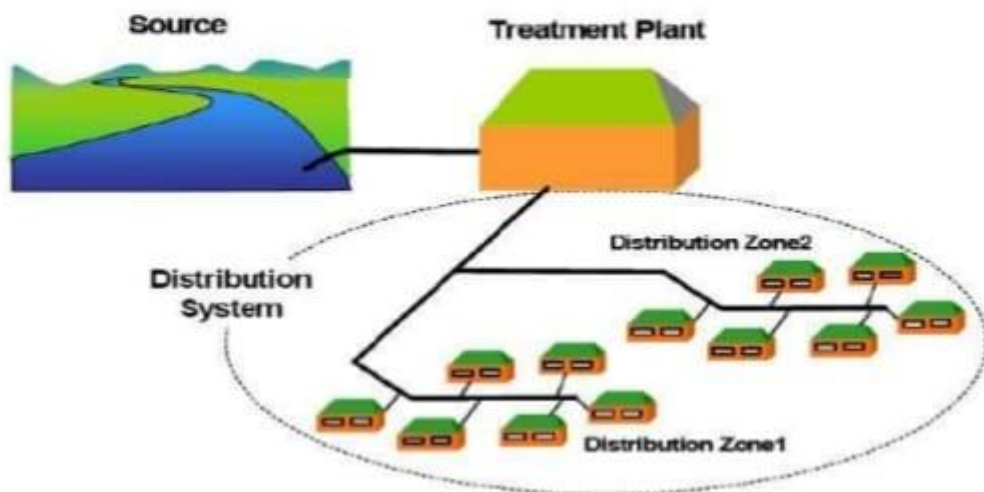 Source
Treatment Plant
Distribution Zone2
Distribution
System
Distribution Zone1